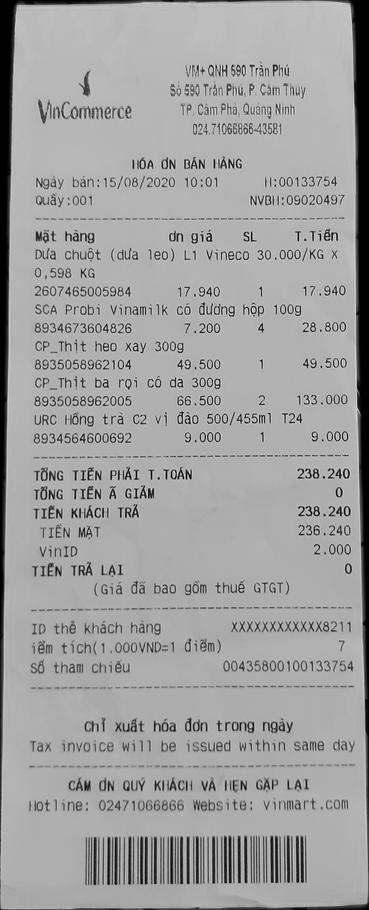 VinCommerce
VM+ QNH 590 Trần Phú
Số 590 Trần Phú, P. Cẩm Thủy
TP. Cẩm Phả, Quảng Ninh
024.71066866-43581
HÓA ƠN BÁN HÀNG
Ngày bán:15/08/2020 10:01 H:00133754
Quầy:001 NVBH:09020497
Mặt hàng ơn giá SL T.Tiền
Dưa chuột (dưa leo) L1 Vineco 30.000/KG X
0,598 KG
2607465005984 17.940 1 17.940
SCA Probi Vinamilk có đường hộp 100g
8934673604826 7.200 4 28.800
CP_Thịt heo xay 300g
8935058962104 49.500 1 49.500
CP_Thịt ba rọi có da 300g
8935058962005 66.500 2 133.000
URC Hồng trà C2 vị đào 500/455ml T24
8934564600692 9.000 1 9.000
TỔNG TIỀN PHẢI T.TOÁN 238.240
TỔNG TIỀN Ã GIẢM 0
TIỀN KHÁCH TRẢ 238.240
TIỀN MẶT 236.240
VinID 2.000
TIỀN TRẢ LẠI 0
(Giá đã bao gồm thuế GTGT)
ID thẻ khách hàng XXXXXXXXXXXX8211
iểm tích(1.000VND=1 điểm) 7
Số tham chiếu 00435800100133754
Chỉ xuất hóa đơn trong ngày
Tax invoice will be issued within same day
CẢM ƠN QUÝ KHÁCH VÀ HẸN GẶP LẠI
Hotline: 02471066866 Website: vinmart.com